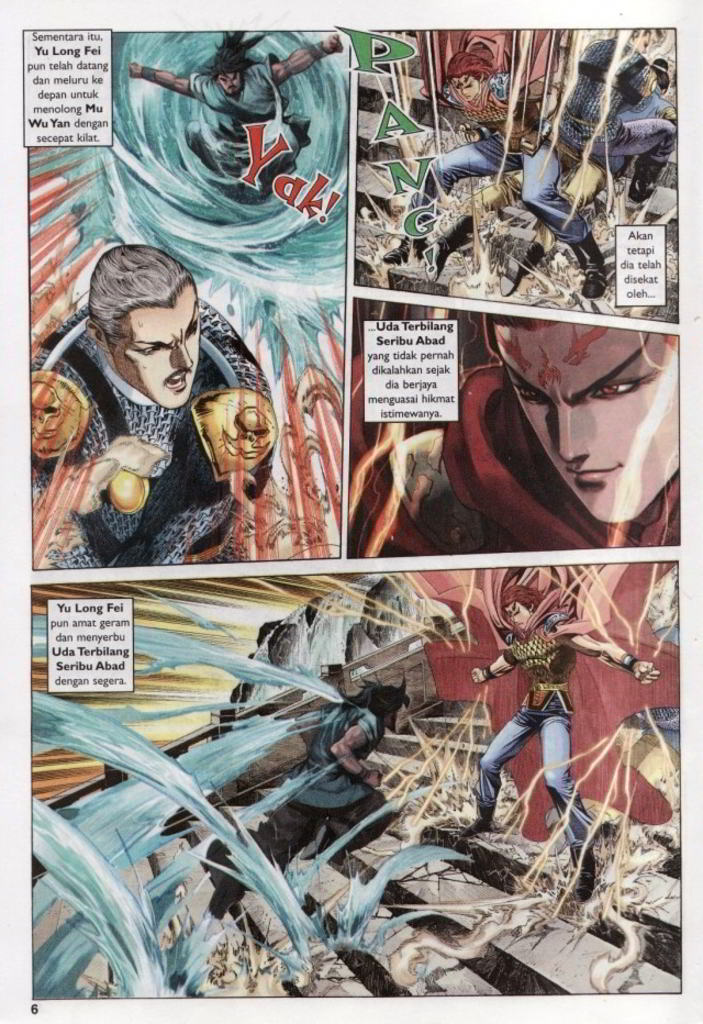 Sementara itu,
Yu Long Fei
pun telah datang
dan meluru ke
depan untuk
menolong Mu
Wu Yan dengan
secepat kilat.
Yak!
PANG!
Akan
tetapi
dia telah
disekat
oleh...
...Uda Terbilang
Seribu Abad
yang tidak pernah
dikalahkan sejak
dia berjaya
menguasai hikmat
istimewanya.
Yu Long Fei
pun amat geram
dan menyerbu
Uda Terbilang
Seribu Abad
dengan segera.
6